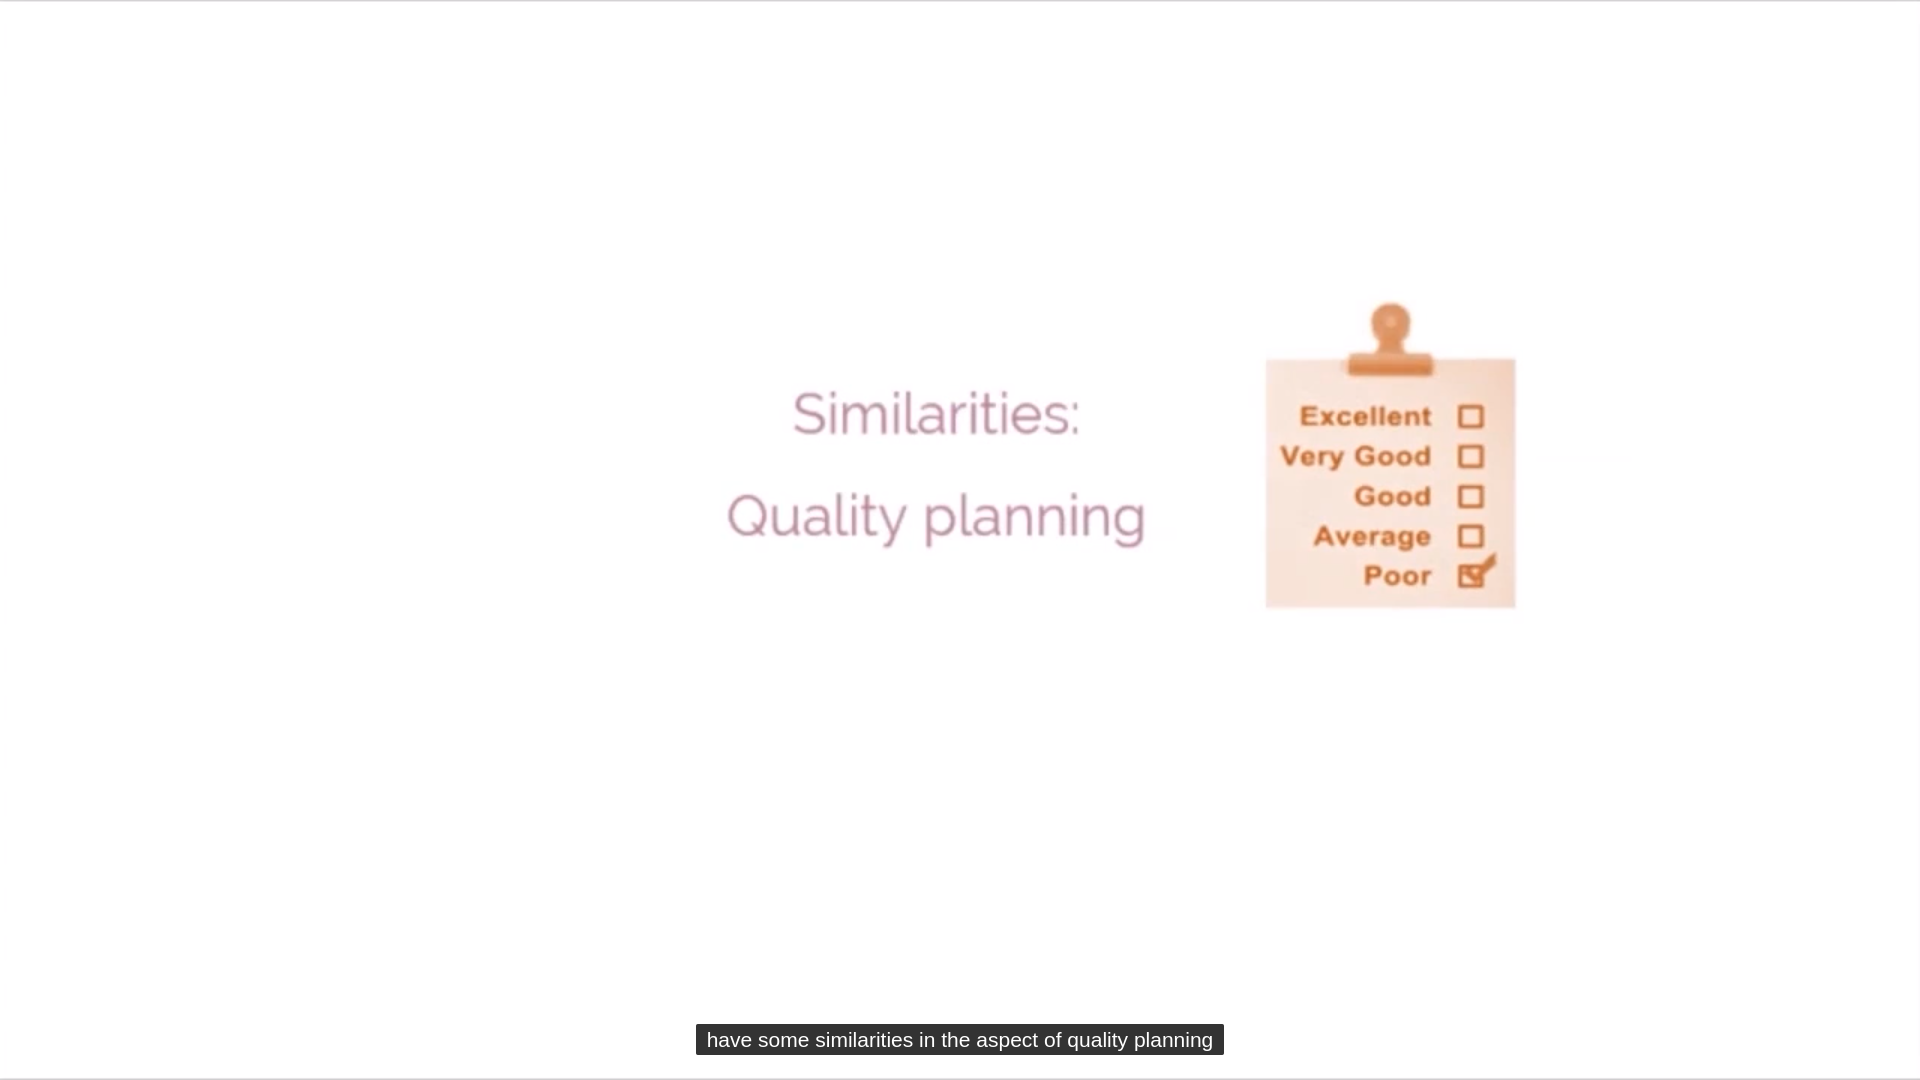 Similarities:
Quality planning
Excellent
Very Good
Good
Average
Poor
have some similarities in the aspect of quality planning